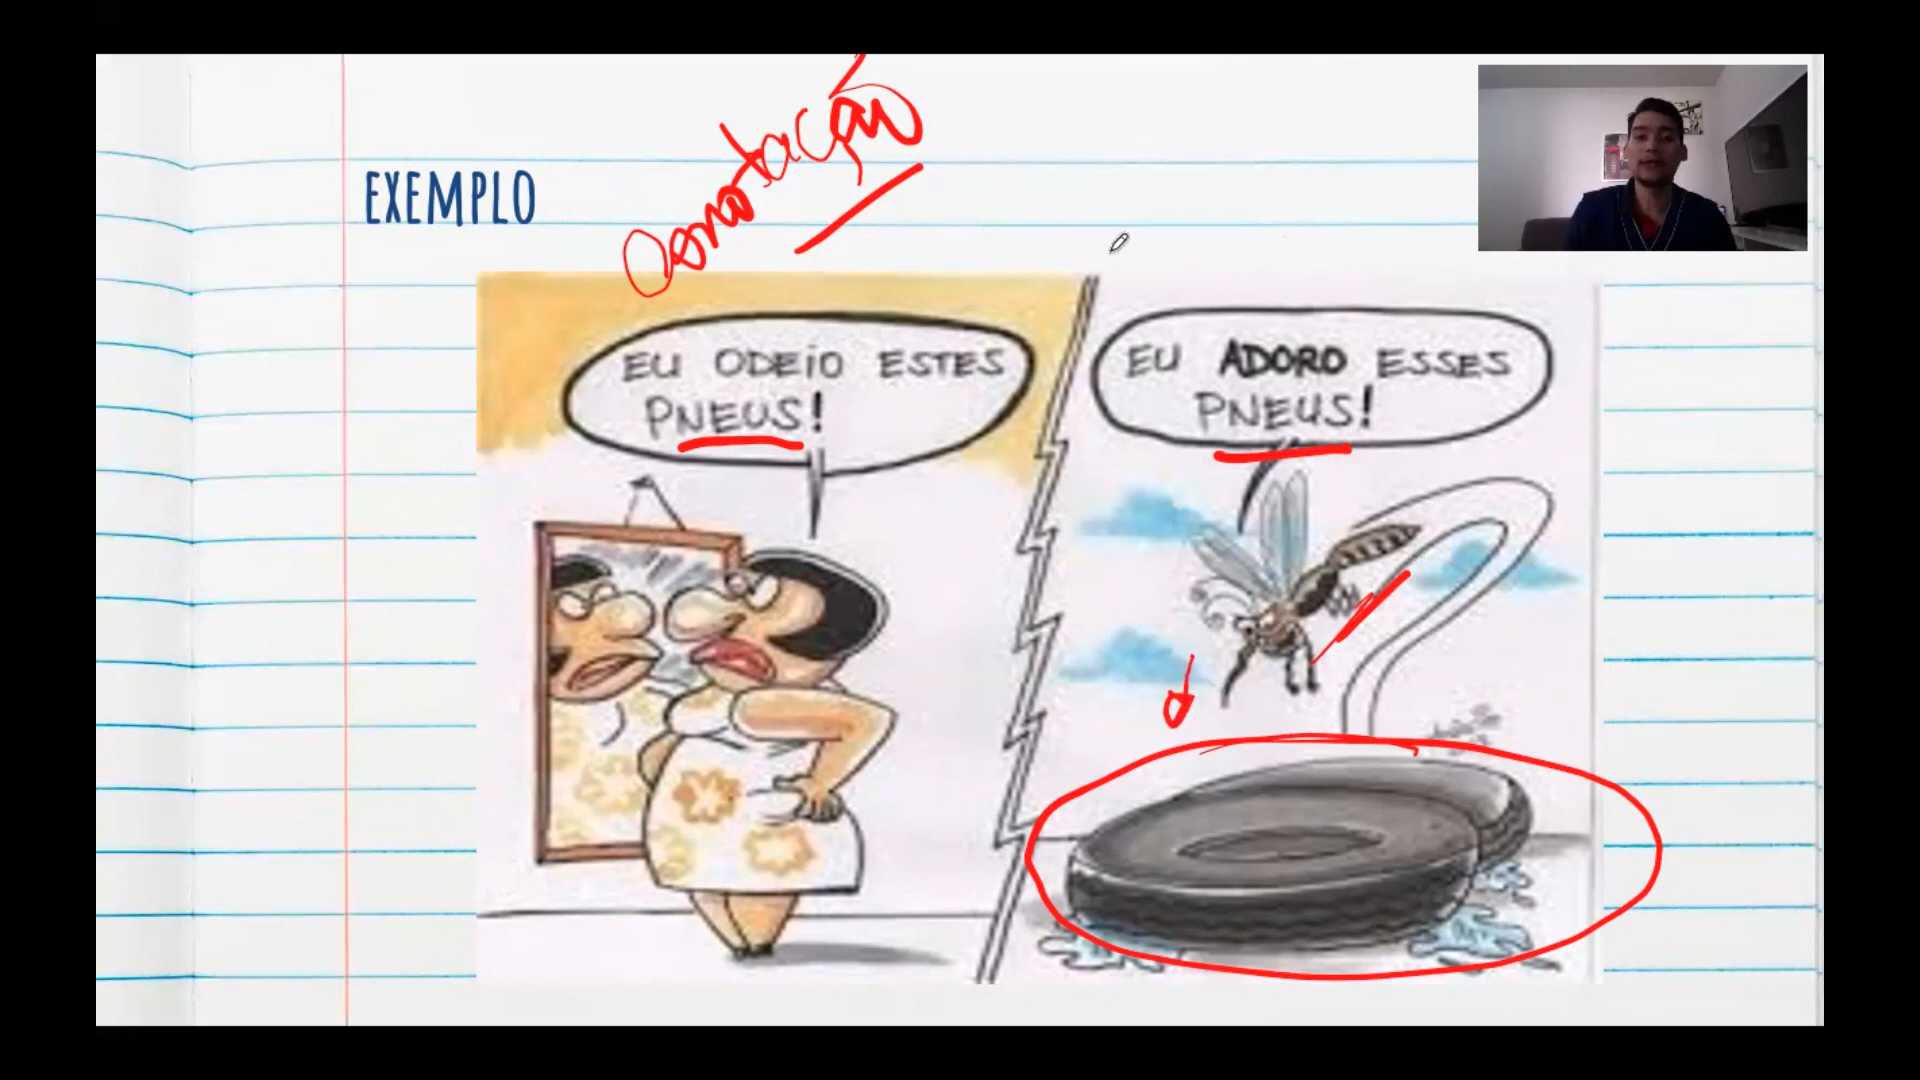 Conotação
EXEMPLO
EU ODEIO ESTES
PNEUS!
EU ADORO ESSES
PNEUS!